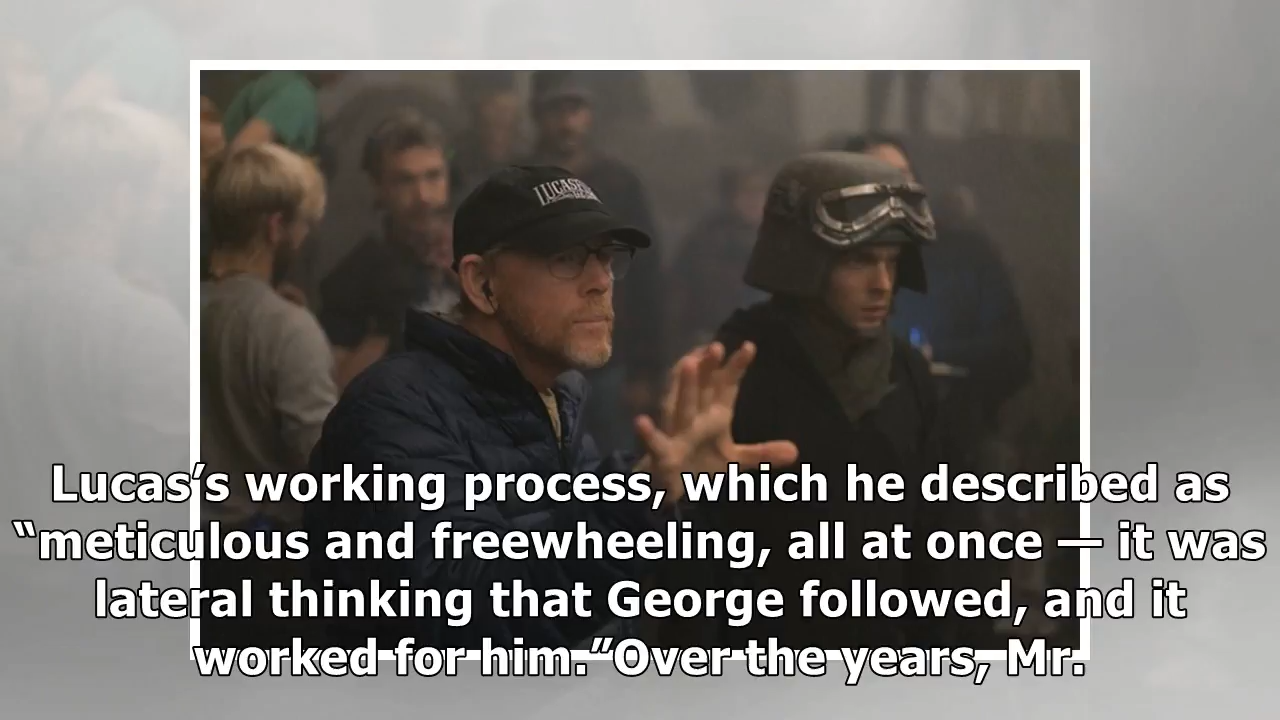 LUCASFILM
Lucas’s working process, which he described as
“meticulous and freewheeling, all at once — it was
lateral thinking that George followed, and it
worked for him.”Over the years, Mr.